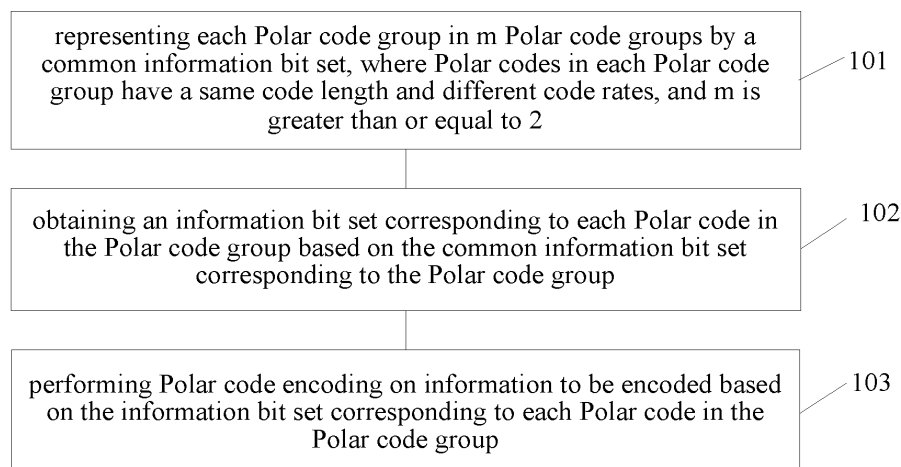 representing each Polar code group in m Polar code groups by a
common information bit set, where Polar codes in each Polar code
group have a same code length and different code rates, and m is
greater than or equal to 2
101
obtaining an information bit set corresponding to each Polar code in
the Polar code group based on the common information bit set
corresponding to the Polar code group
102
performing Polar code encoding on information to be encoded based
on the information bit set corresponding to each Polar code in the
Polar code group
103